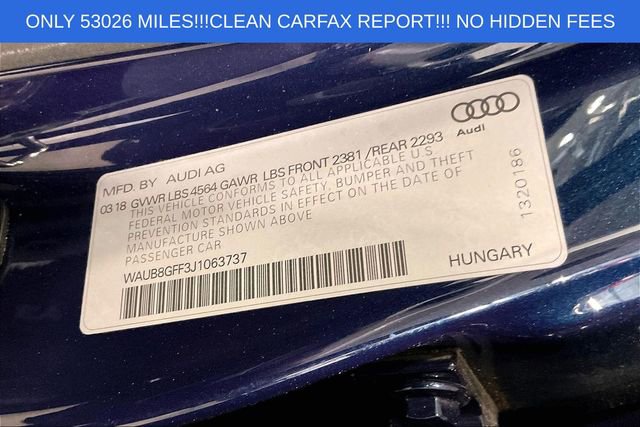 ONLY 53026 MILES!!!CLEAN CARFAX REPORT!!! NO HIDDEN FEES
Audi
MFD. BY AUDI AG
0318 GVWR LBS 4564 GAWR LBS FRONT 2381 /REAR 2293
THIS VEHICLE CONFORMS TO ALL APPLICABLE U.S.
FEDERAL MOTOR VEHICLE SAFETY, BUMPER AND THEFT
PREVENTION STANDARDS IN EFFECT ON THE DATE OF
MANUFACTURE SHOWN ABOVE
PASSENGER CAR
WAUB8GFF3J1063737
HUNGARY
1320186